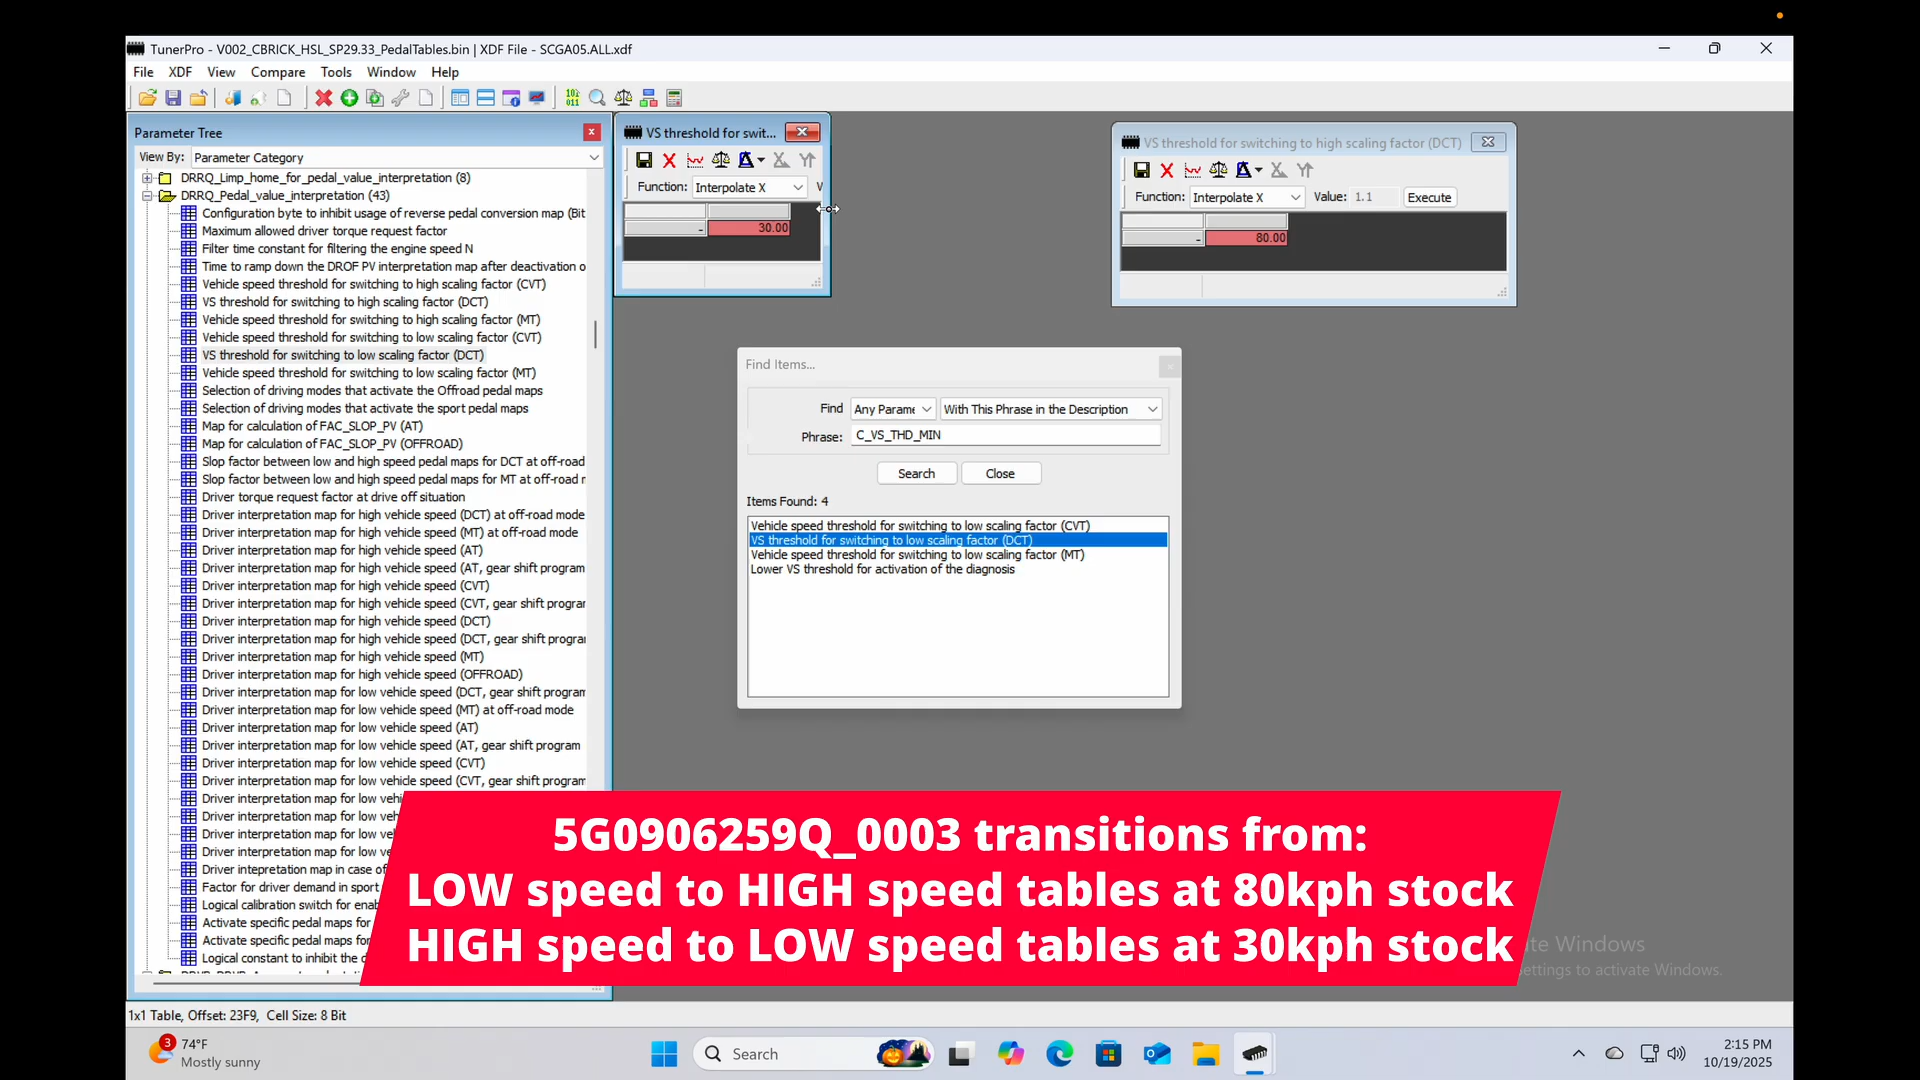 TunerPro - V002_CBRICK_HSL_SP29.33_PedalTables.bin | XDF File - SCGA05.ALL.xdf
File XDF View Compare Tools Window Help
Parameter Tree
View By: Parameter Category
DRRQ_Limp_home_for_pedal_value_interpretation (8)
DRRQ_Pedal_value_interpretation (43)
Configuration byte to inhibit usage of reverse pedal conversion map (Bit
Maximum allowed driver torque request factor
Filter time constant for filtering the engine speed N
Time to ramp down the DROF PV interpretation map after deactivation o
Vehicle speed threshold for switching to high scaling factor (CVT)
VS threshold for switching to high scaling factor (DCT)
Vehicle speed threshold for switching to high scaling factor (MT)
Vehicle speed threshold for switching to low scaling factor (CVT)
VS threshold for switching to low scaling factor (DCT)
Vehicle speed threshold for switching to low scaling factor (MT)
Selection of driving modes that activate the Offroad pedal maps
Selection of driving modes that activate the sport pedal maps
Map for calculation of FAC_SLOP_PV (AT)
Map for calculation of FAC_SLOP_PV (OFFROAD)
Slop factor between low and high speed pedal maps for DCT at off-road
Slop factor between low and high speed pedal maps for MT at off-road r
Driver torque request factor at drive off situation
Driver interpretation map for high vehicle speed (DCT) at off-road mode
Driver interpretation map for high vehicle speed (MT) at off-road mode
Driver interpretation map for high vehicle speed (AT)
Driver interpretation map for high vehicle speed (AT, gear shift program
Driver interpretation map for high vehicle speed (CVT)
Driver interpretation map for high vehicle speed (CVT, gear shift prograr
Driver interpretation map for high vehicle speed (DCT)
Driver interpretation map for high vehicle speed (DCT, gear shift progra
Driver interpretation map for high vehicle speed (MT)
Driver interpretation map for high vehicle speed (OFFROAD)
Driver interpretation map for low vehicle speed (DCT, gear shift program
Driver interpretation map for low vehicle speed (MT) at off-road mode
Driver interpretation map for low vehicle speed (AT)
Driver interpretation map for low vehicle speed (AT, gear shift program
Driver interpretation map for low vehicle speed (CVT)
Driver interpretation map for low vehicle speed (CVT, gear shift program
Driver interpretation map for low vehi
Driver interpretation map for low veh
Driver interpretation map for low veh
Driver interpretation map for low vel
Driver intepretation map in case of
Factor for driver demand in sport
Logical calibration switch for enab
Activate specific pedal maps for
Activate specific pedal maps for
Logical constant to inhibit the
1x1 Table, Offset: 23F9, Cell Size: 8 Bit
VS threshold for swit...
Function: Interpolate X V
- 30.00
VS threshold for switching to high scaling factor (DCT)
Function: Interpolate X Value: 1.1 Execute
- 80.00
Find Items...
Find Any Parame With This Phrase in the Description
Phrase: C_VS_THD_MIN
Search Close
Items Found: 4
Vehicle speed threshold for switching to low scaling factor (CVT)
VS threshold for switching to low scaling factor (DCT)
Vehicle speed threshold for switching to low scaling factor (MT)
Lower VS threshold for activation of the diagnosis
5G0906259Q_0003 transitions from:
LOW speed to HIGH speed tables at 80kph stock
HIGH speed to LOW speed tables at 30kph stock
Windows
to activate Windows.
3
74°F
Mostly sunny
Search
2:15 PM
10/19/2025